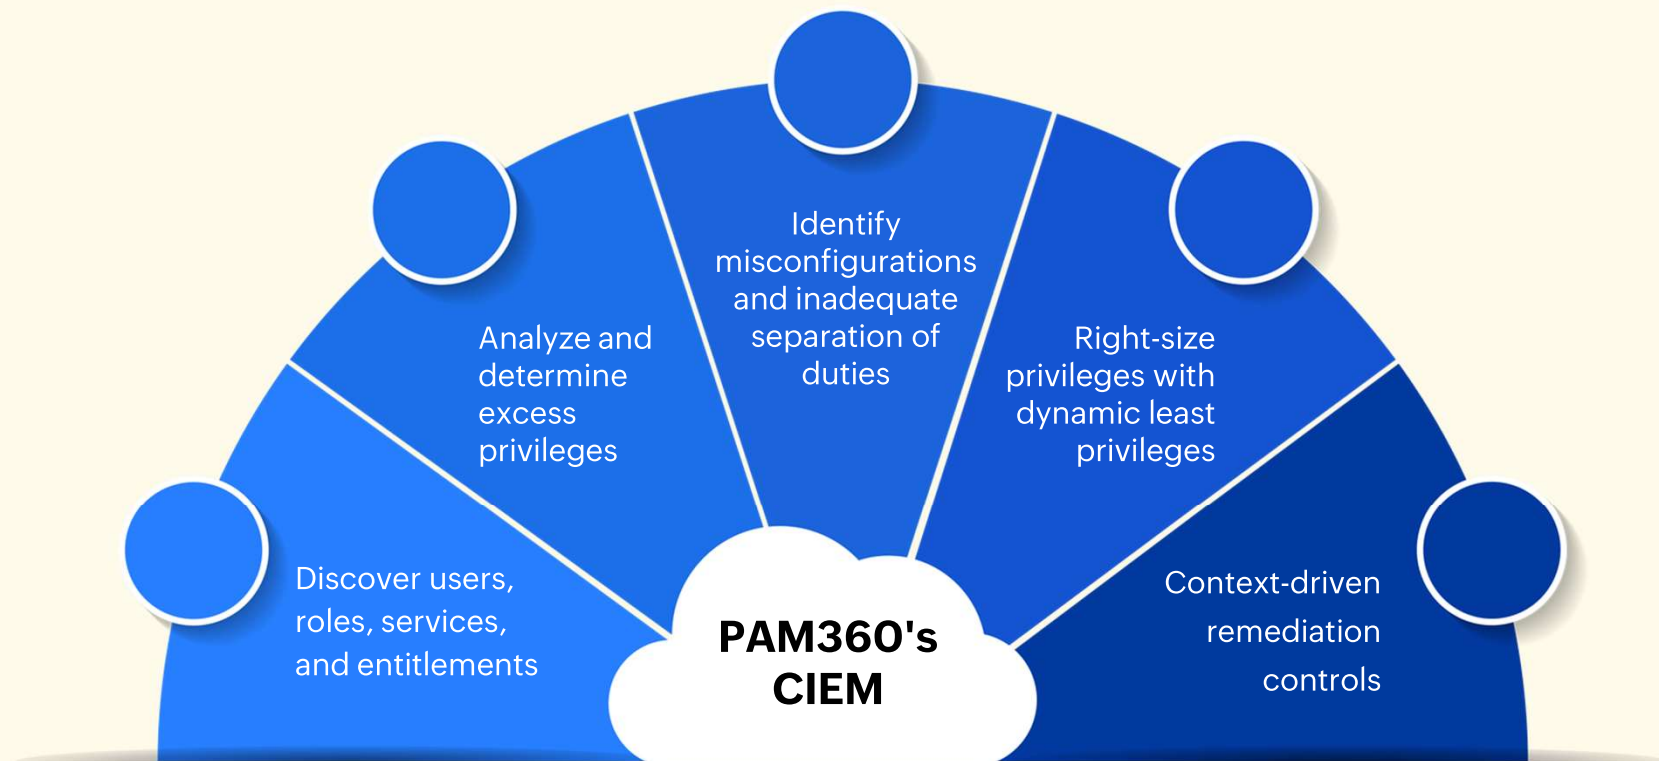 Discover users,
roles, services,
and entitlements
Analyze and
determine
excess
privileges
Identify
misconfigurations
and inadequate
separation of
duties
Right-size
privileges with
dynamic least
privileges
Context-driven
remediation
controls
PAM360's
CIEM